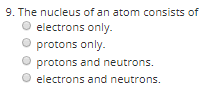 9. The nucleus of an atom consists of
electrons only.
protons only.
protons and neutrons.
electrons and neutrons.